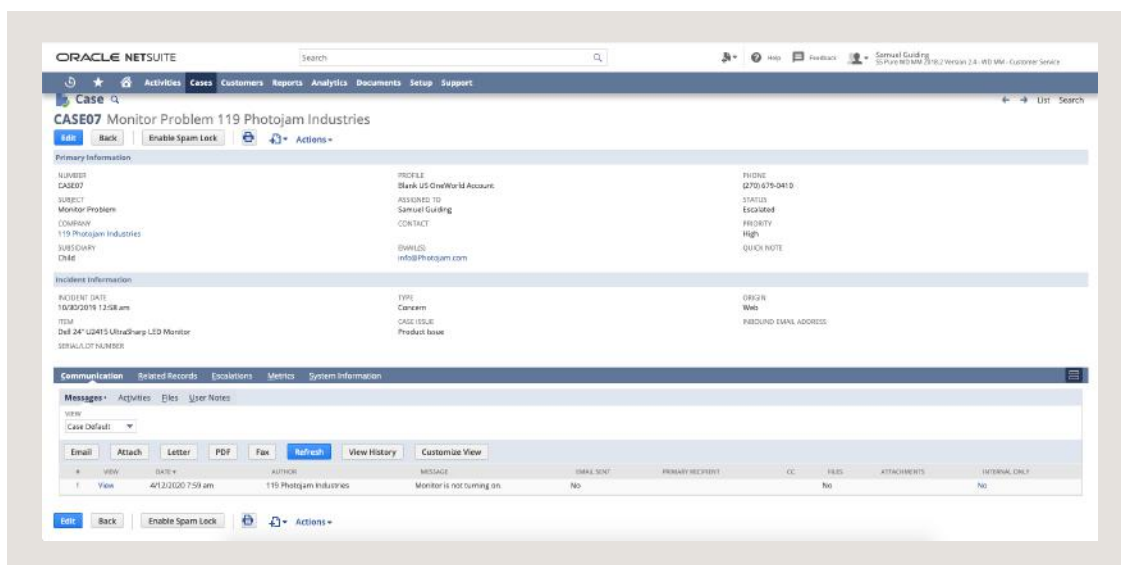 ORACLE NETSUITE
Search
Help
Feedback
Samuel Guiding
Activities Cases Customers Reports Analytics Documents Setup Support
Case
List Search
CASE07 Monitor Problem 119 Photojam Industries
Edit Back Enable Spam Lock Actions
Primary Information
NUMBER
CASE07
SUBJECT
Monitor Problem
COMPANY
119 Photojam Industries
SUBSIDIARY
Child
PROFILE
Blank US OneWorld Account
ASSIGNED TO
Samuel Guiding
CONTACT
EMAIL(S)
info@Photojam.com
PHONE
(270) 679-0410
STATUS
Escalated
PRIORITY
High
QUICK NOTE
Incident Information
INCIDENT DATE
10/30/2019 12:58 am
ITEM
Dell 24" U2415 UltraSharp LED Monitor
SERIAL/LOT NUMBER
TYPE
Concern
CASE ISSUE
Product Issue
ORIGIN
Web
INBOUND EMAIL ADDRESS
Communication Related Records Escalations Metrics System Information
Messages Activities Files User Notes
VIEW
Case Default
Email Attach Letter PDF Fax Refresh View History Customize View
# VIEW DATE AUTHOR MESSAGE EMAIL SENT PRIMARY RECIPIENT CC FILES ATTACHMENTS INTERNAL ONLY
1 View 4/12/2020 7:59 am 119 Photojam Industries Monitor is not turning on. No No No
Edit Back Enable Spam Lock Actions